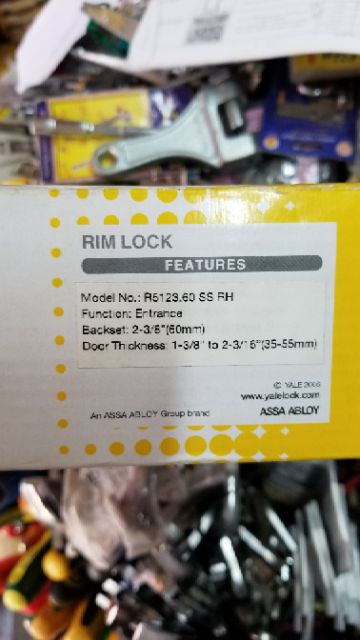 RIM LOCK
FEATURES
Model No.: R5123.60 SS RH
Function: Entrance
Backset: 2-3/8"(60mm)
Door Thickness: 1-3/8" to 2-3/16"(35-55mm)
© YALE 2006
www.yalelock.com
An ASSA ABLOY Group brand
ASSA ABLOY